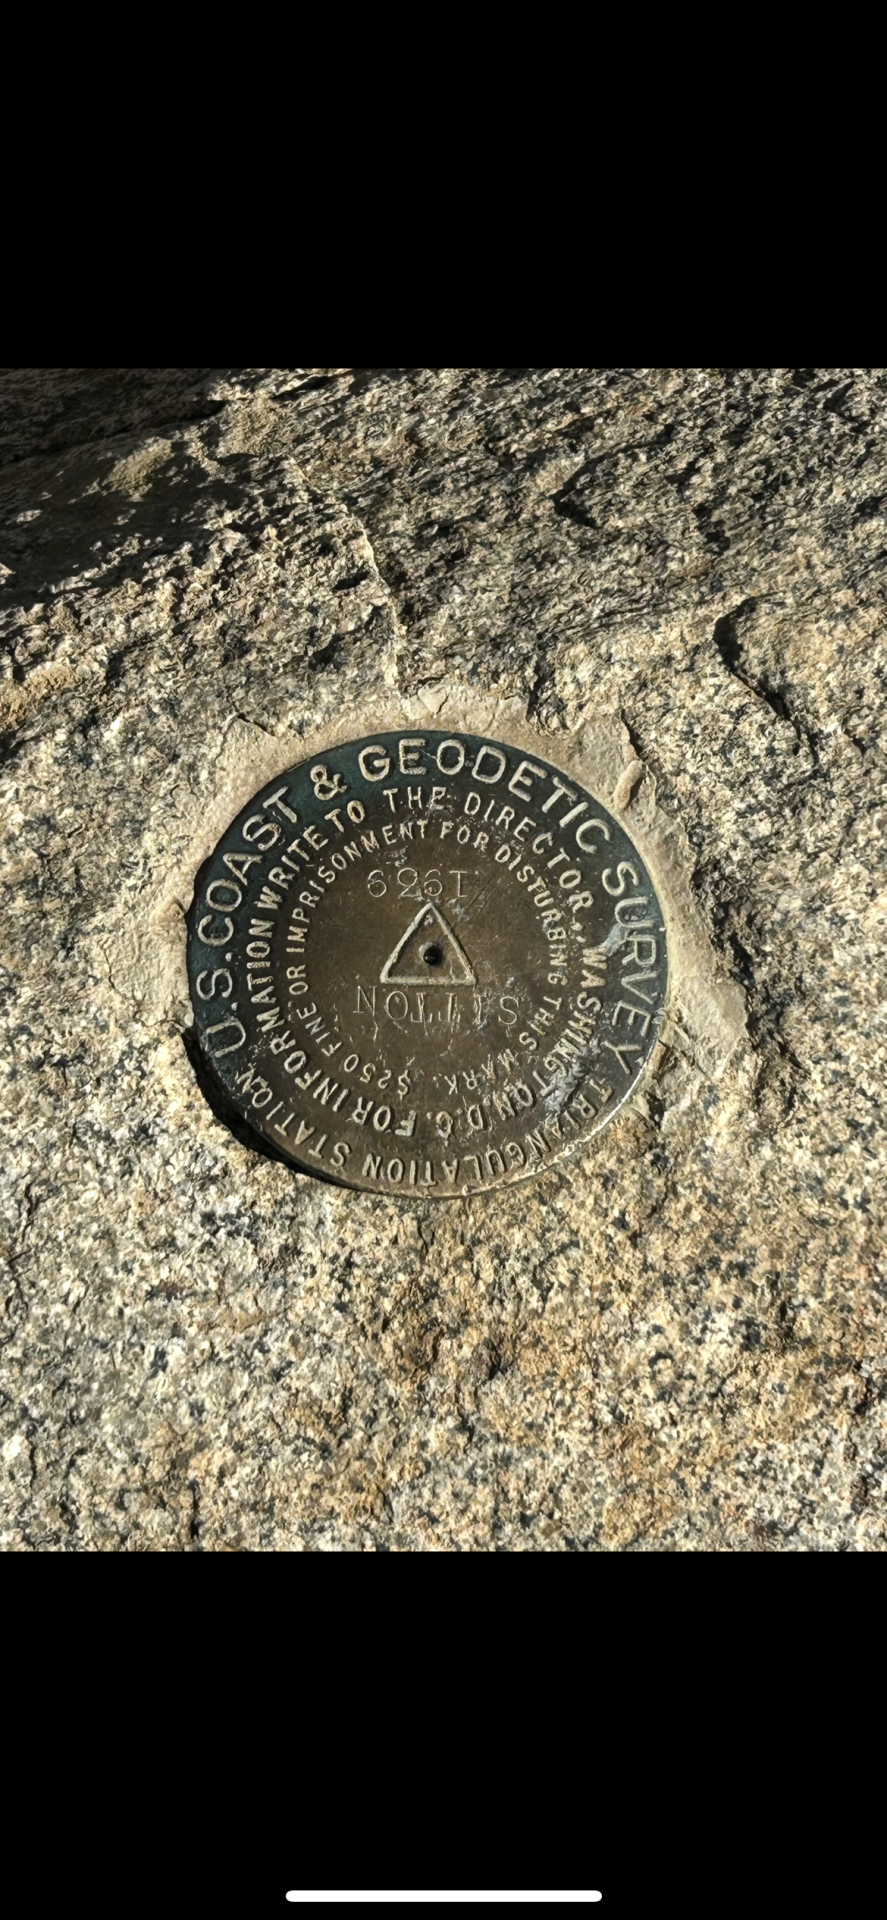 U.S. COAST & GEODETIC SURVEY
TRIANGULATION STATION
FOR INFORMATION WRITE TO THE DIRECTOR, WASHINGTON, D.C.
$250 FINE OR IMPRISONMENT FOR DISTURBING THIS MARK.
SITTON